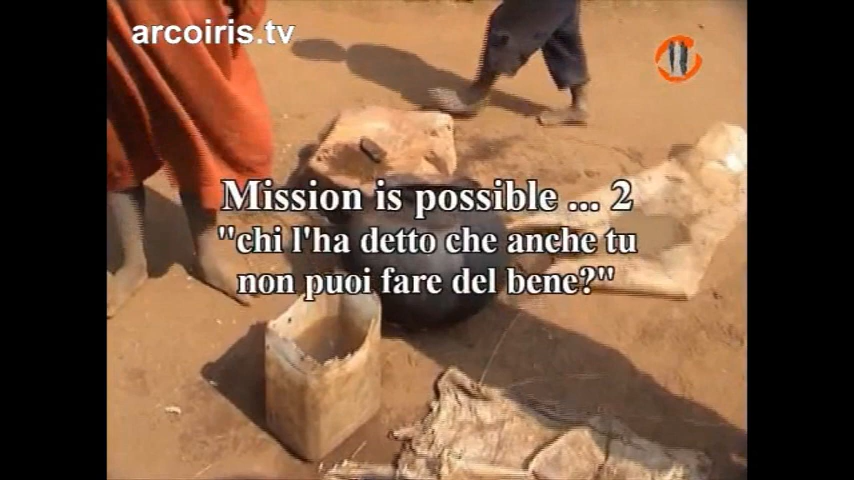 arcoiris.tv
Mission is possible ... 2
"chi l'ha detto che anche tu
non puoi fare del bene?"